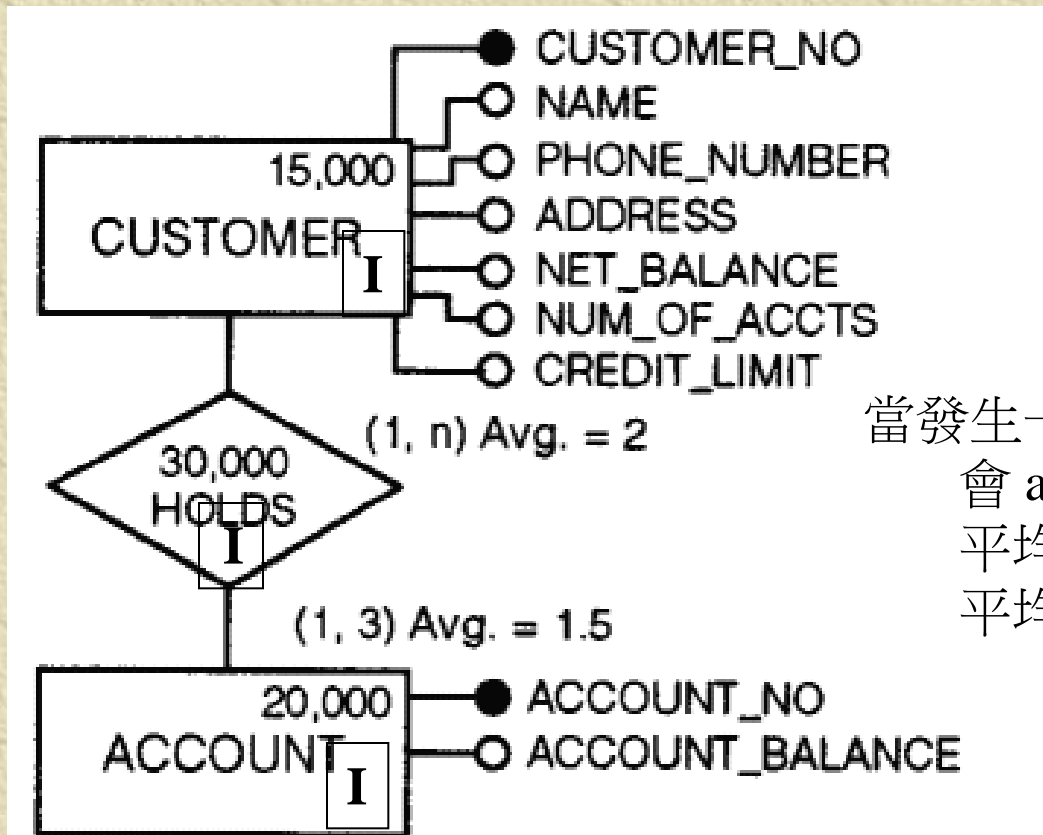 CUSTOMER_NO
NAME
15,000
PHONE_NUMBER
ADDRESS
CUSTOMER
I
NET_BALANCE
NUM_OF_ACCTS
CREDIT_LIMIT
(1, n) Avg. = 2
30,000
HOLDS
I
當發生
會 a
平均
平均
(1, 3) Avg. = 1.5
20,000
ACCOUNT_NO
ACCOUNT
I
ACCOUNT_BALANCE